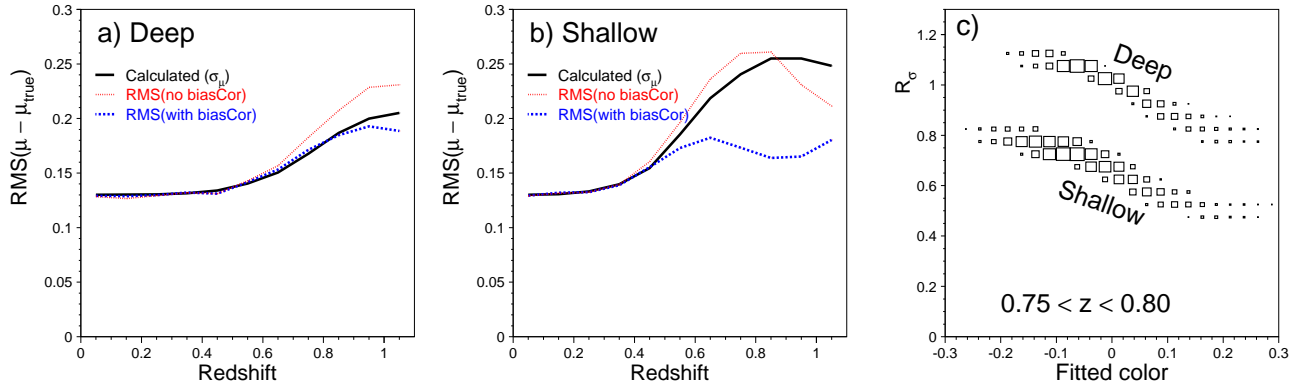 a) Deep
Calculated (σμ)
RMS(no biasCor)
RMS(with biasCor)
RMS(μ − μtrue)
0.3
0.25
0.2
0.15
0.1
0.05
0
0 0.2 0.4 0.6 0.8 1
Redshift
b) Shallow
Calculated (σμ)
RMS(no biasCor)
RMS(with biasCor)
RMS(μ − μtrue)
0.3
0.25
0.2
0.15
0.1
0.05
0
0 0.2 0.4 0.6 0.8 1
Redshift
c)
Deep
Shallow
0.75 < z < 0.80
Rσ
1.2
1.0
0.8
0.6
0.4
0.2
0
-0.3 -0.2 -0.1 0 0.1 0.2 0.3
Fitted color